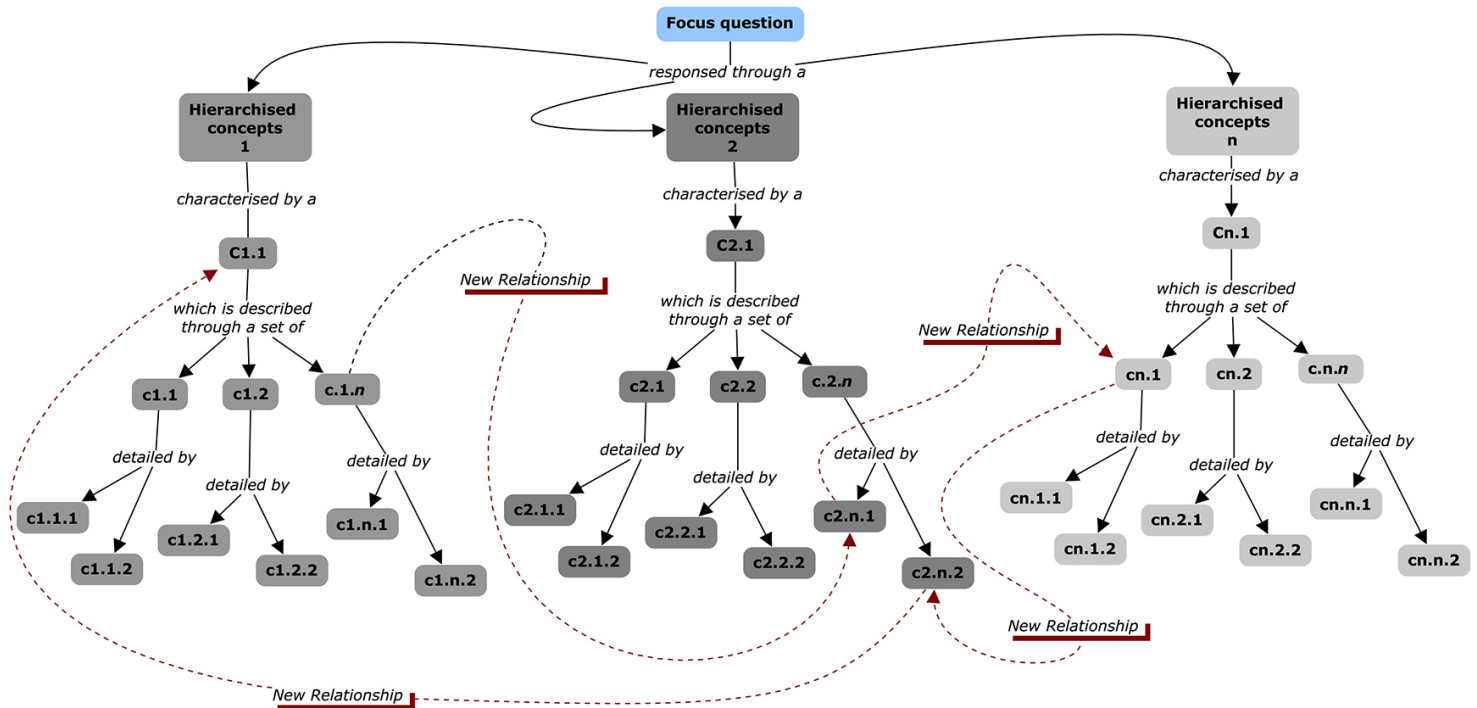 Focus question
responsed through a
Hierarchised
concepts
1
Hierarchised
concepts
2
Hierarchised
concepts
n
characterised by a
characterised by a
characterised by a
C1.1
C2.1
Cn.1
New Relationship
which is described
through a set of
which is described
through a set of
which is described
through a set of
New Relationship
c1.1
c1.2
c.1.n
c2.1
c2.2
c.2.n
cn.1
cn.2
c.n.n
detailed by
detailed by
detailed by
detailed by
detailed by
detailed by
detailed by
detailed by
detailed by
c1.1.1
c1.1.2
c1.2.1
c1.2.2
c1.n.1
c1.n.2
c2.1.1
c2.1.2
c2.2.1
c2.2.2
c2.n.1
c2.n.2
cn.1.1
cn.1.2
cn.2.1
cn.2.2
cn.n.1
cn.n.2
New Relationship
New Relationship